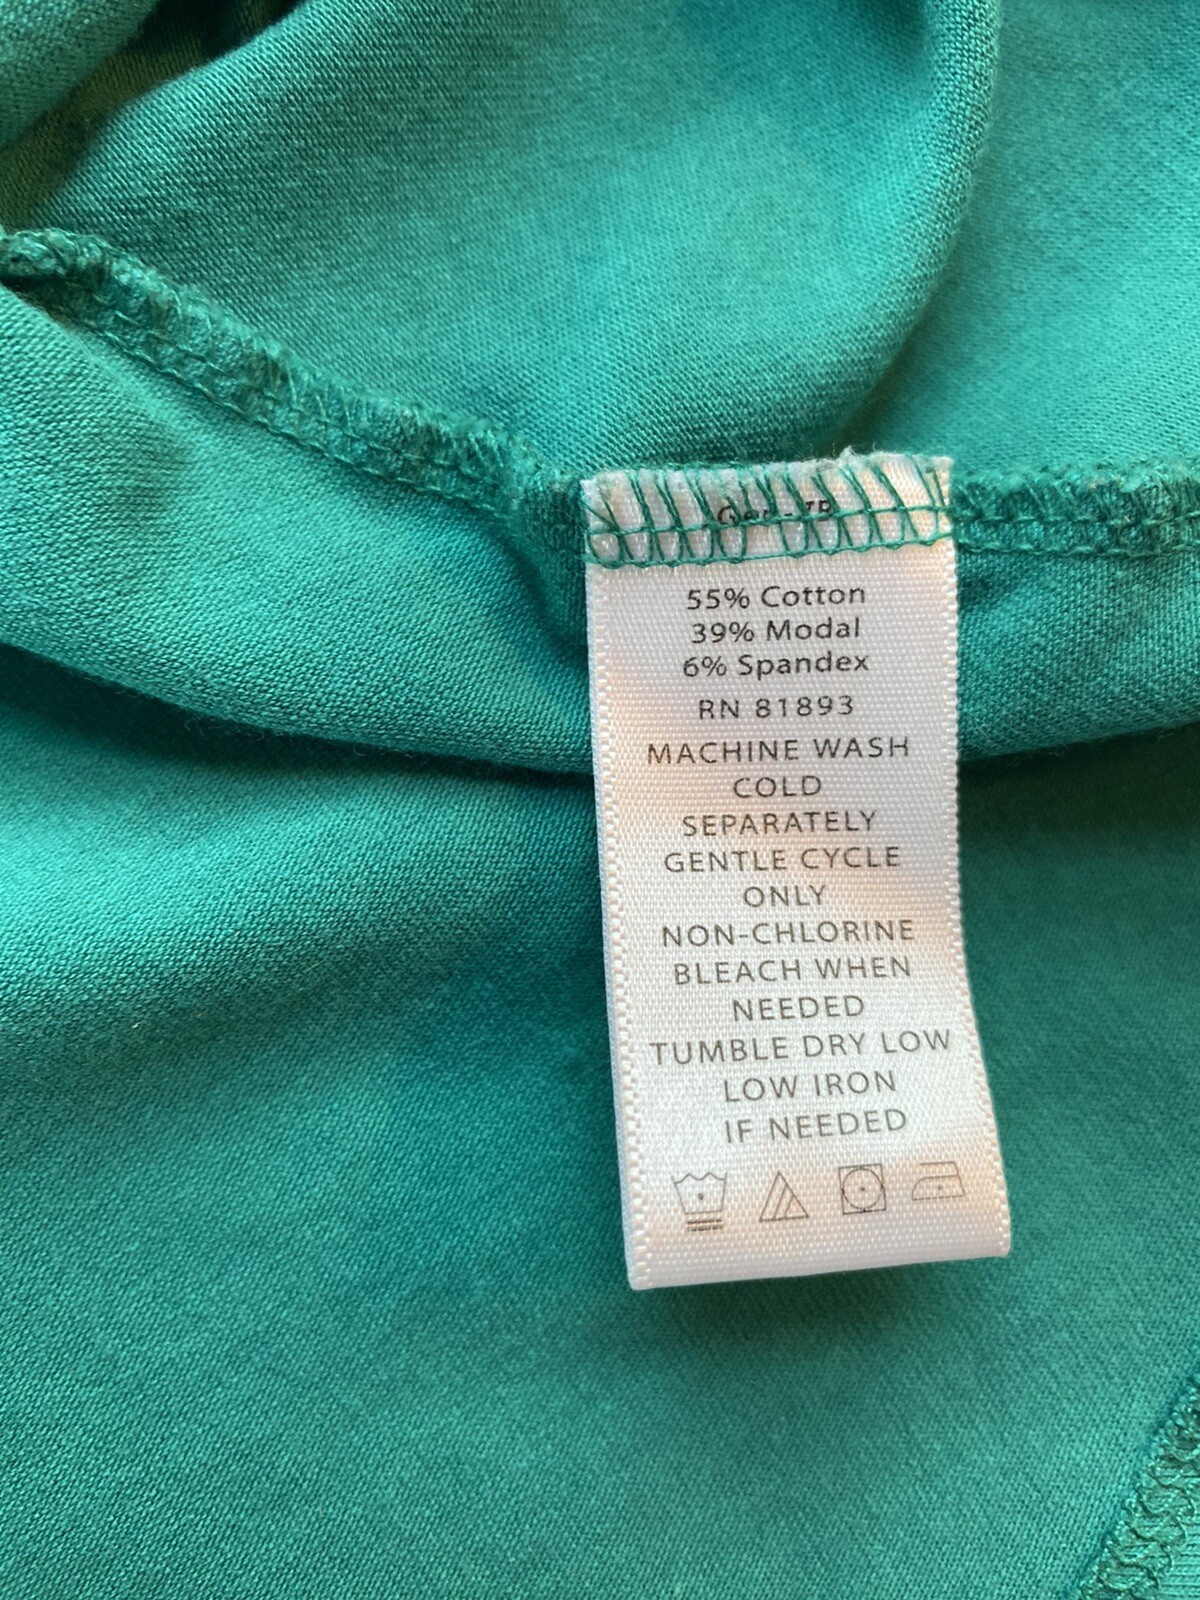 55% Cotton
39% Modal
6% Spandex
RN 81893
MACHINE WASH
COLD
SEPARATELY
GENTLE CYCLE
ONLY
NON-CHLORINE
BLEACH WHEN
NEEDED
TUMBLE DRY LOW
LOW IRON
IF NEEDED